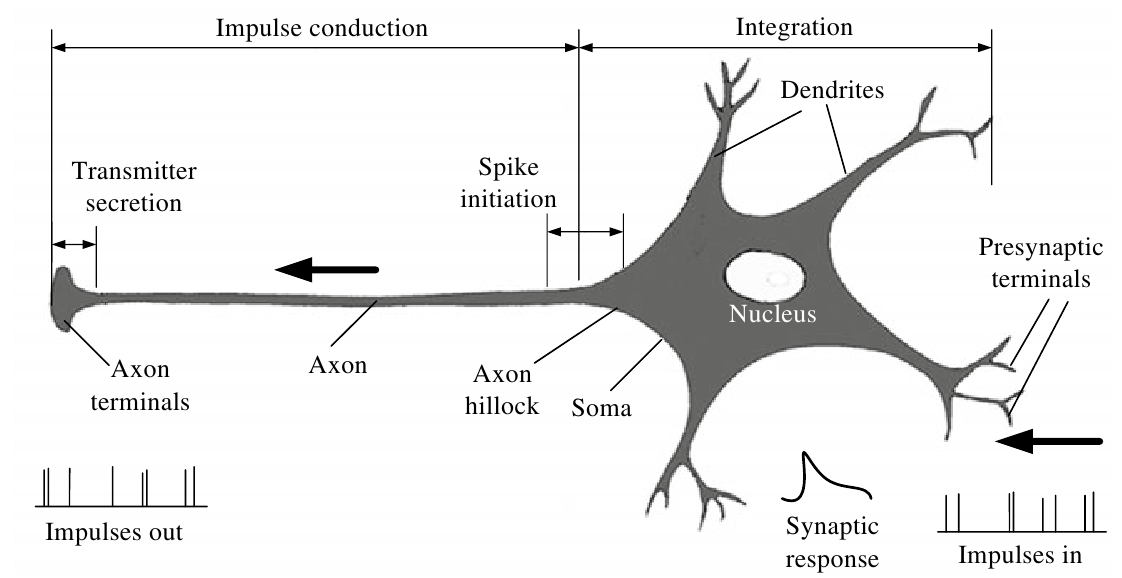 Impulse conduction
Integration
Dendrites
Transmitter
secretion
Spike
initiation
Presynaptic
terminals
Nucleus
Axon
terminals
Axon
Axon
hillock
Soma
Impulses out
Synaptic
response
Impulses in